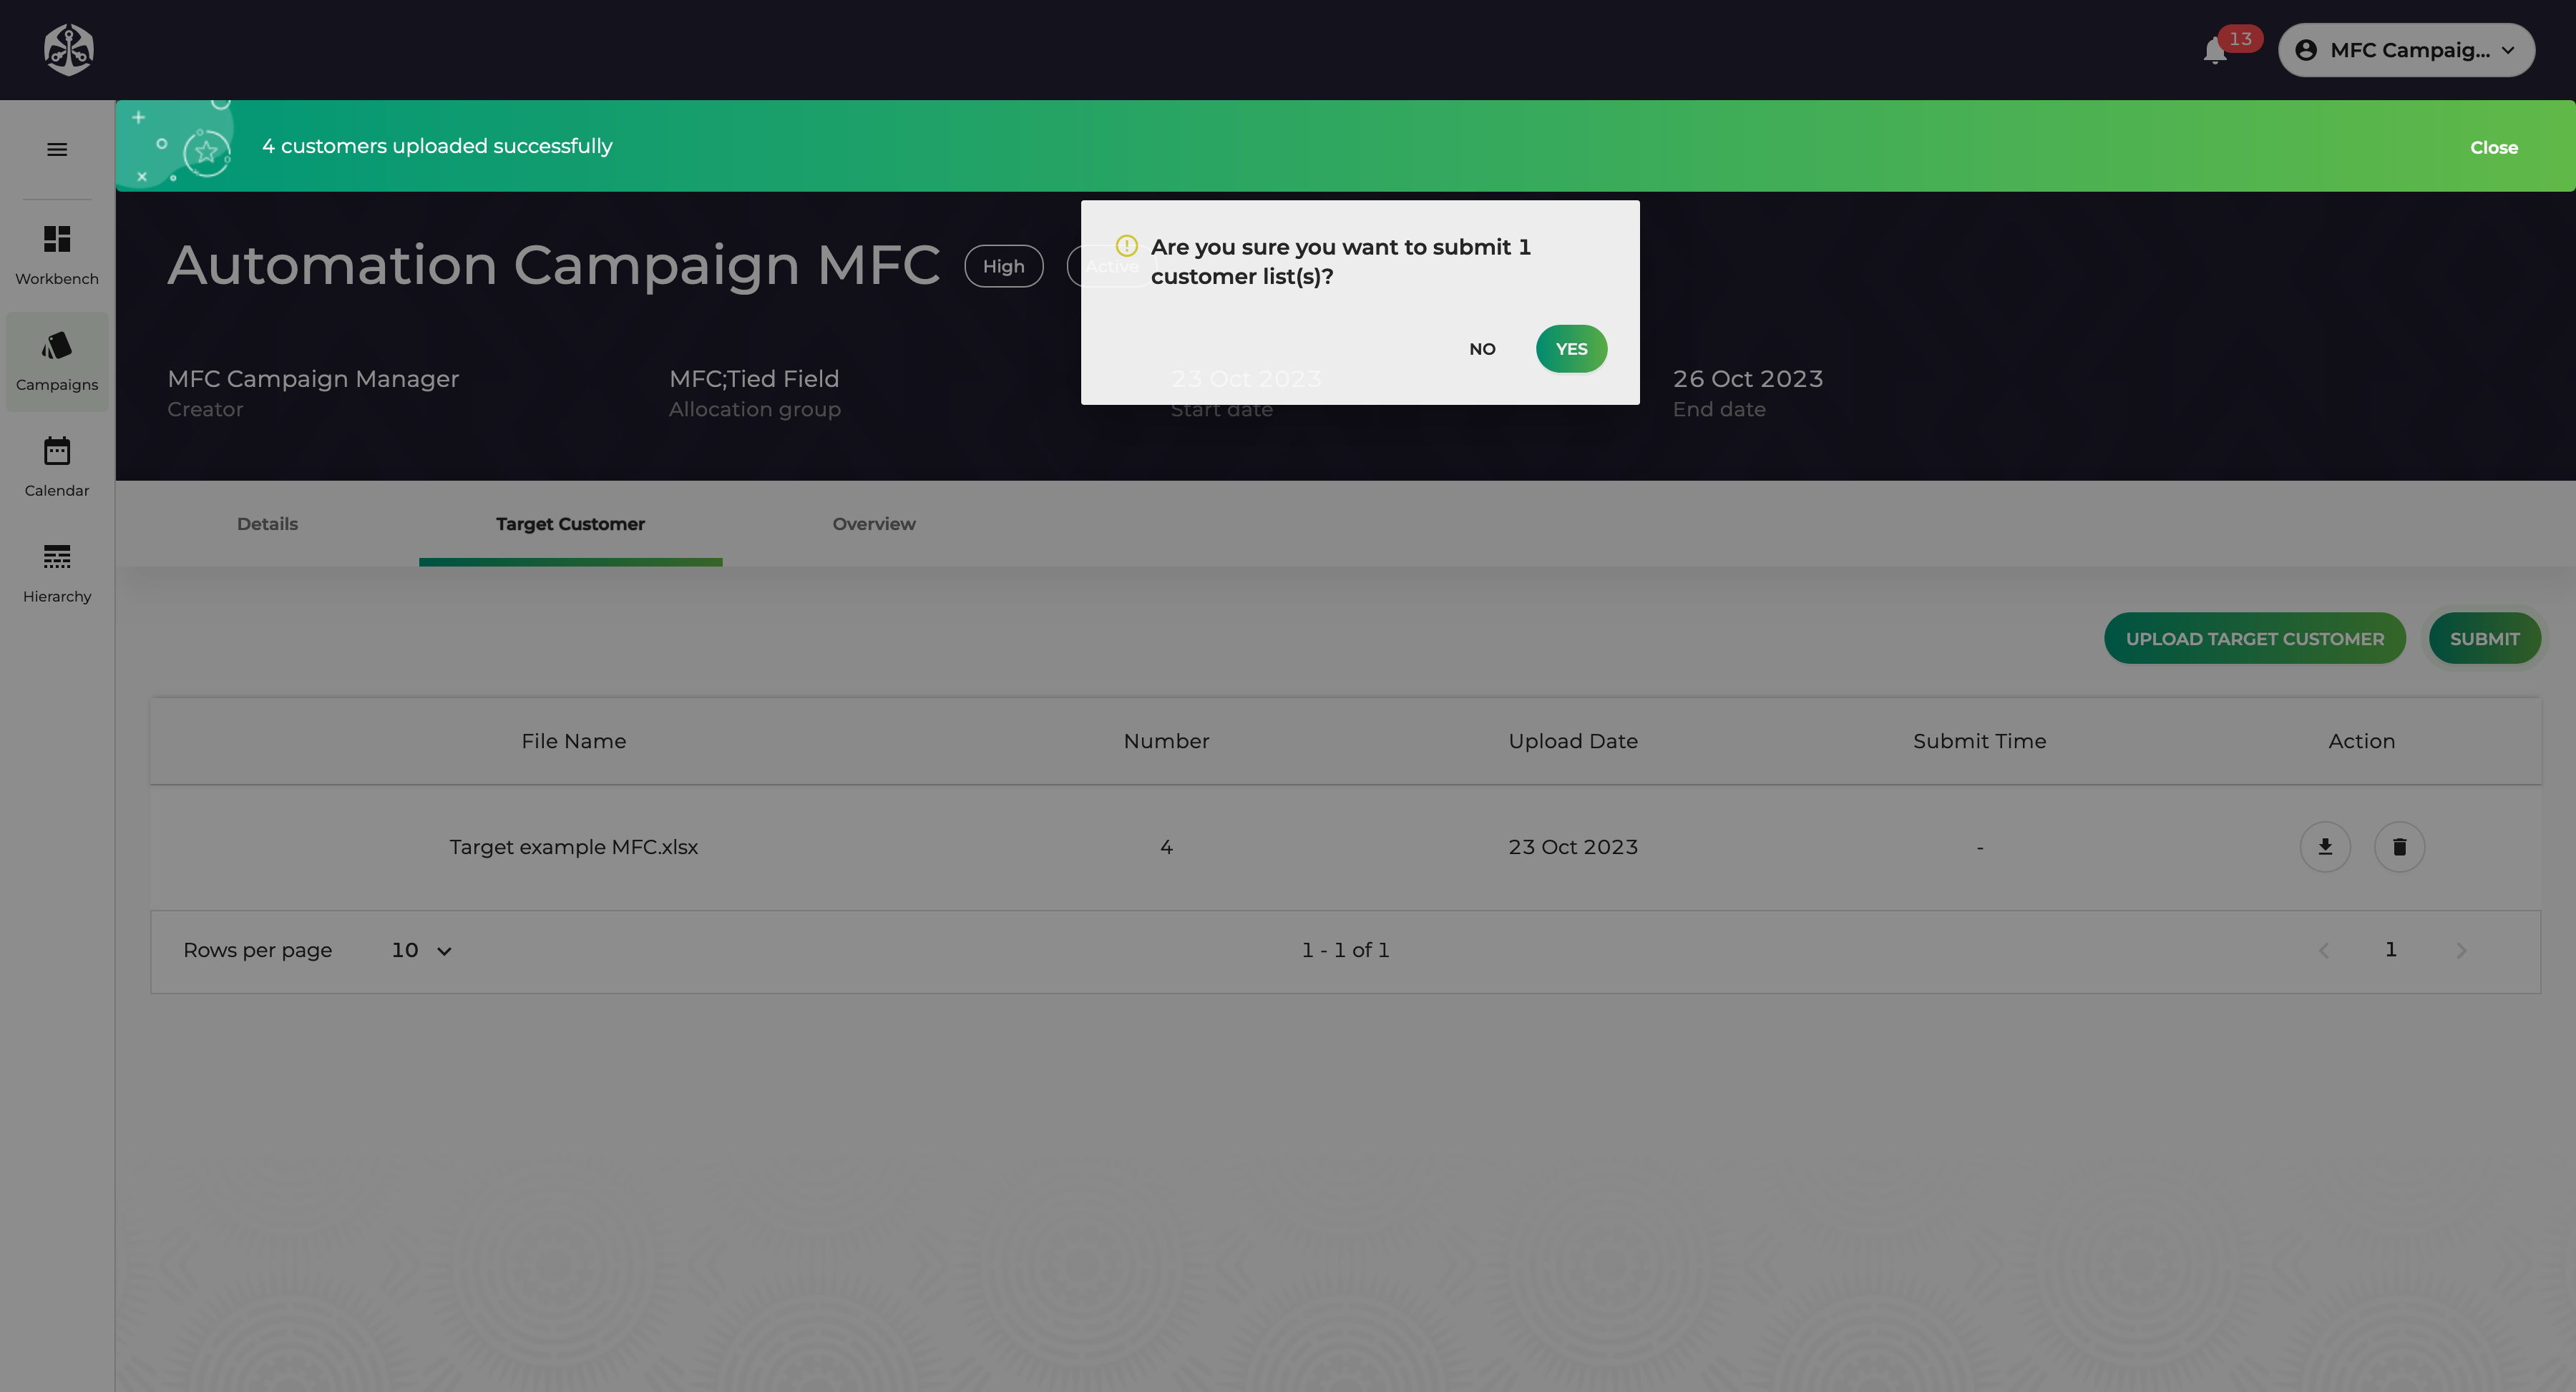 13
MFC Campaig...
4 customers uploaded successfully
Close
Workbench
Campaigns
Calendar
Hierarchy
Automation Campaign MFC
High
Active
Are you sure you want to submit 1
customer list(s)?
NO
YES
MFC Campaign Manager
Creator
MFC;Tied Field
Allocation group
23 Oct 2023
Start date
26 Oct 2023
End date
Details
Target Customer
Overview
UPLOAD TARGET CUSTOMER
SUBMIT
File Name
Number
Upload Date
Submit Time
Action
Target example MFC.xlsx
4
23 Oct 2023
-
Rows per page
10
1 - 1 of 1
1